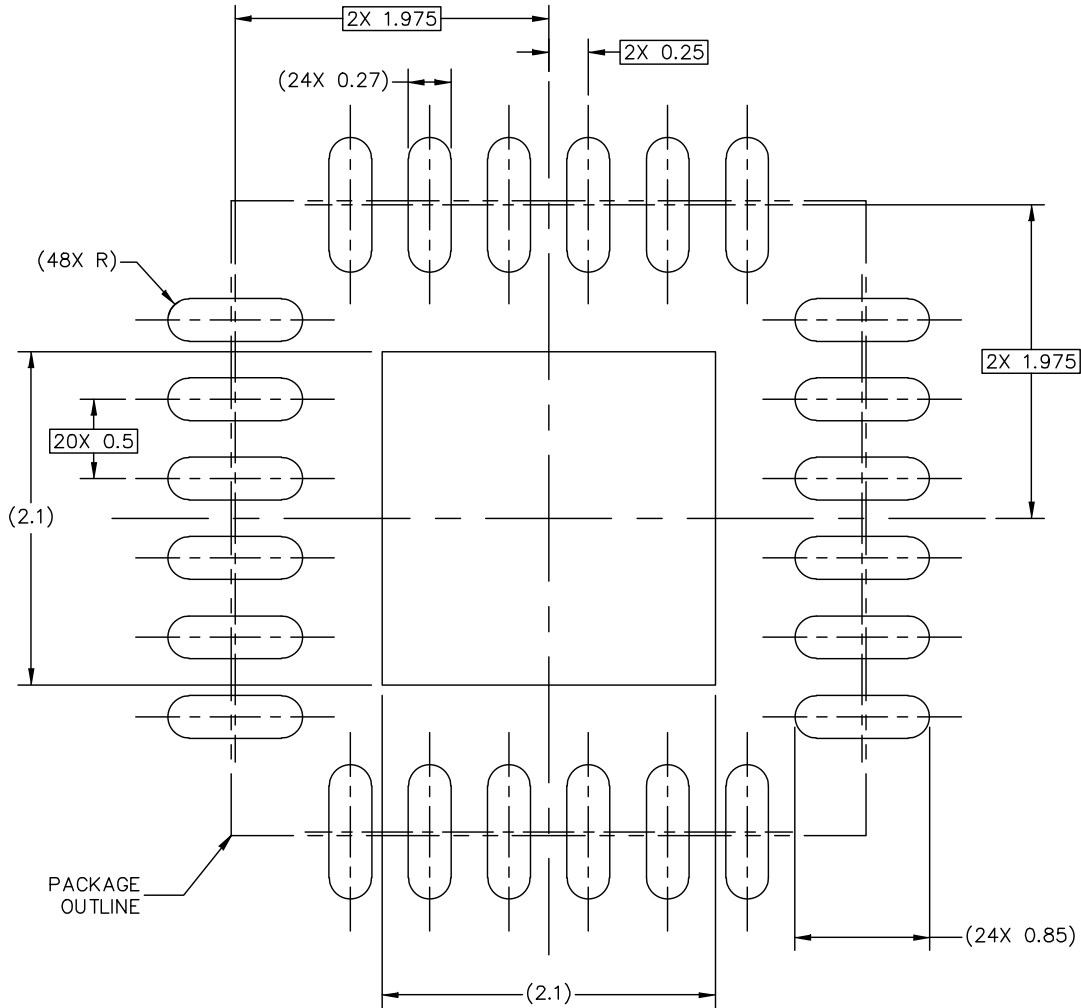 2X 1.975
2X 0.25
(24X 0.27)
(48X R)
2X 1.975
20X 0.5
(2.1)
PACKAGE
OUTLINE
(24X 0.85)
(2.1)